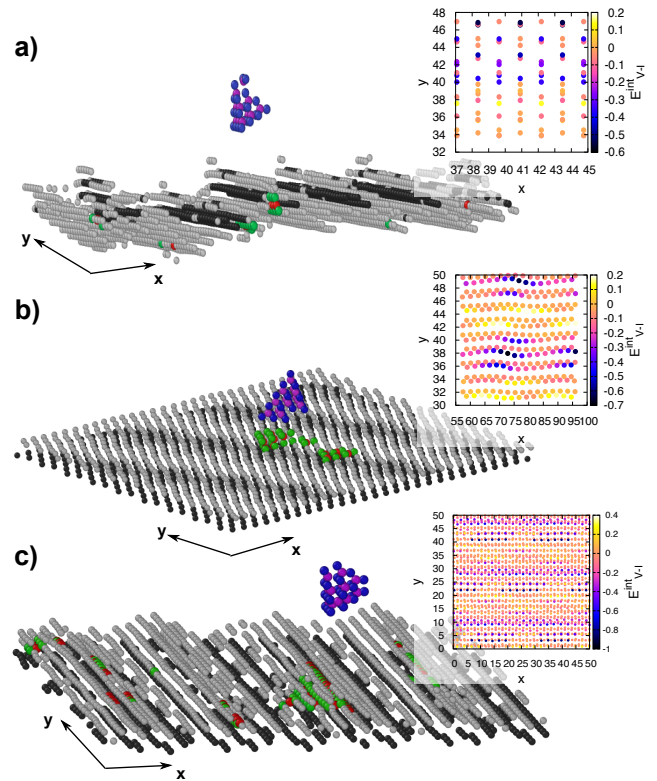 a)
48
46
44
42
40
38
36
34
32
y
37 38 39 40 41 42 43 44 45
x
0.2
0.1
0
-0.1
-0.2
-0.3
-0.4
-0.5
-0.6
E^int_V-I
y
x
b)
50
48
46
44
42
40
38
36
34
32
30
y
55 60 65 70 75 80 85 90 95 100
x
0.2
0.1
0
-0.1
-0.2
-0.3
-0.4
-0.5
-0.6
-0.7
E^int_V-I
y
x
c)
50
45
40
35
30
25
20
15
10
5
0
y
0 5 10 15 20 25 30 35 40 45 50
x
0.4
0.2
0
-0.2
-0.4
-0.6
-0.8
-1
E^int_V-I
y
x